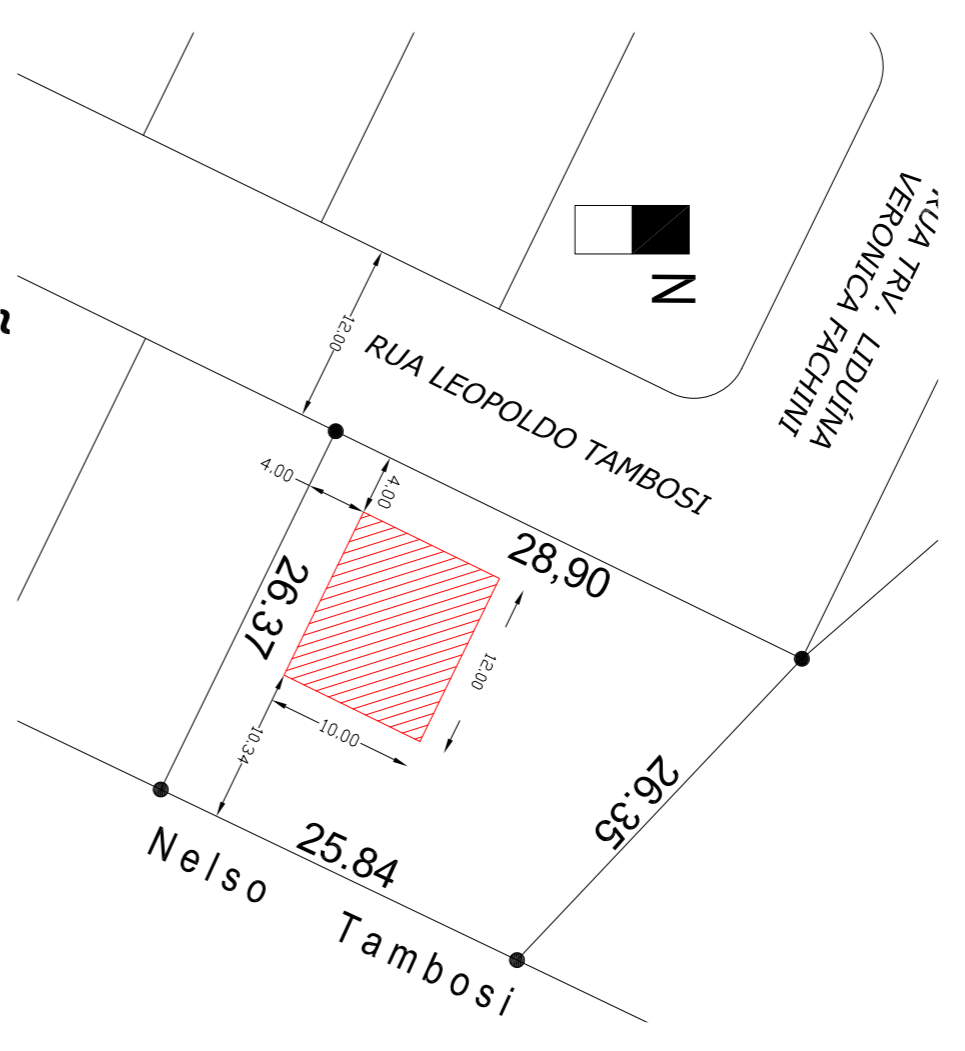 RUA TRV. LIDUÍNA
VERONICA FACHINI
N
12.00
RUA LEOPOLDO TAMBOSI
4.00
4.00
28,90
26.37
12.00
10.00
10.34
26.35
25.84
Nelso Tambosi